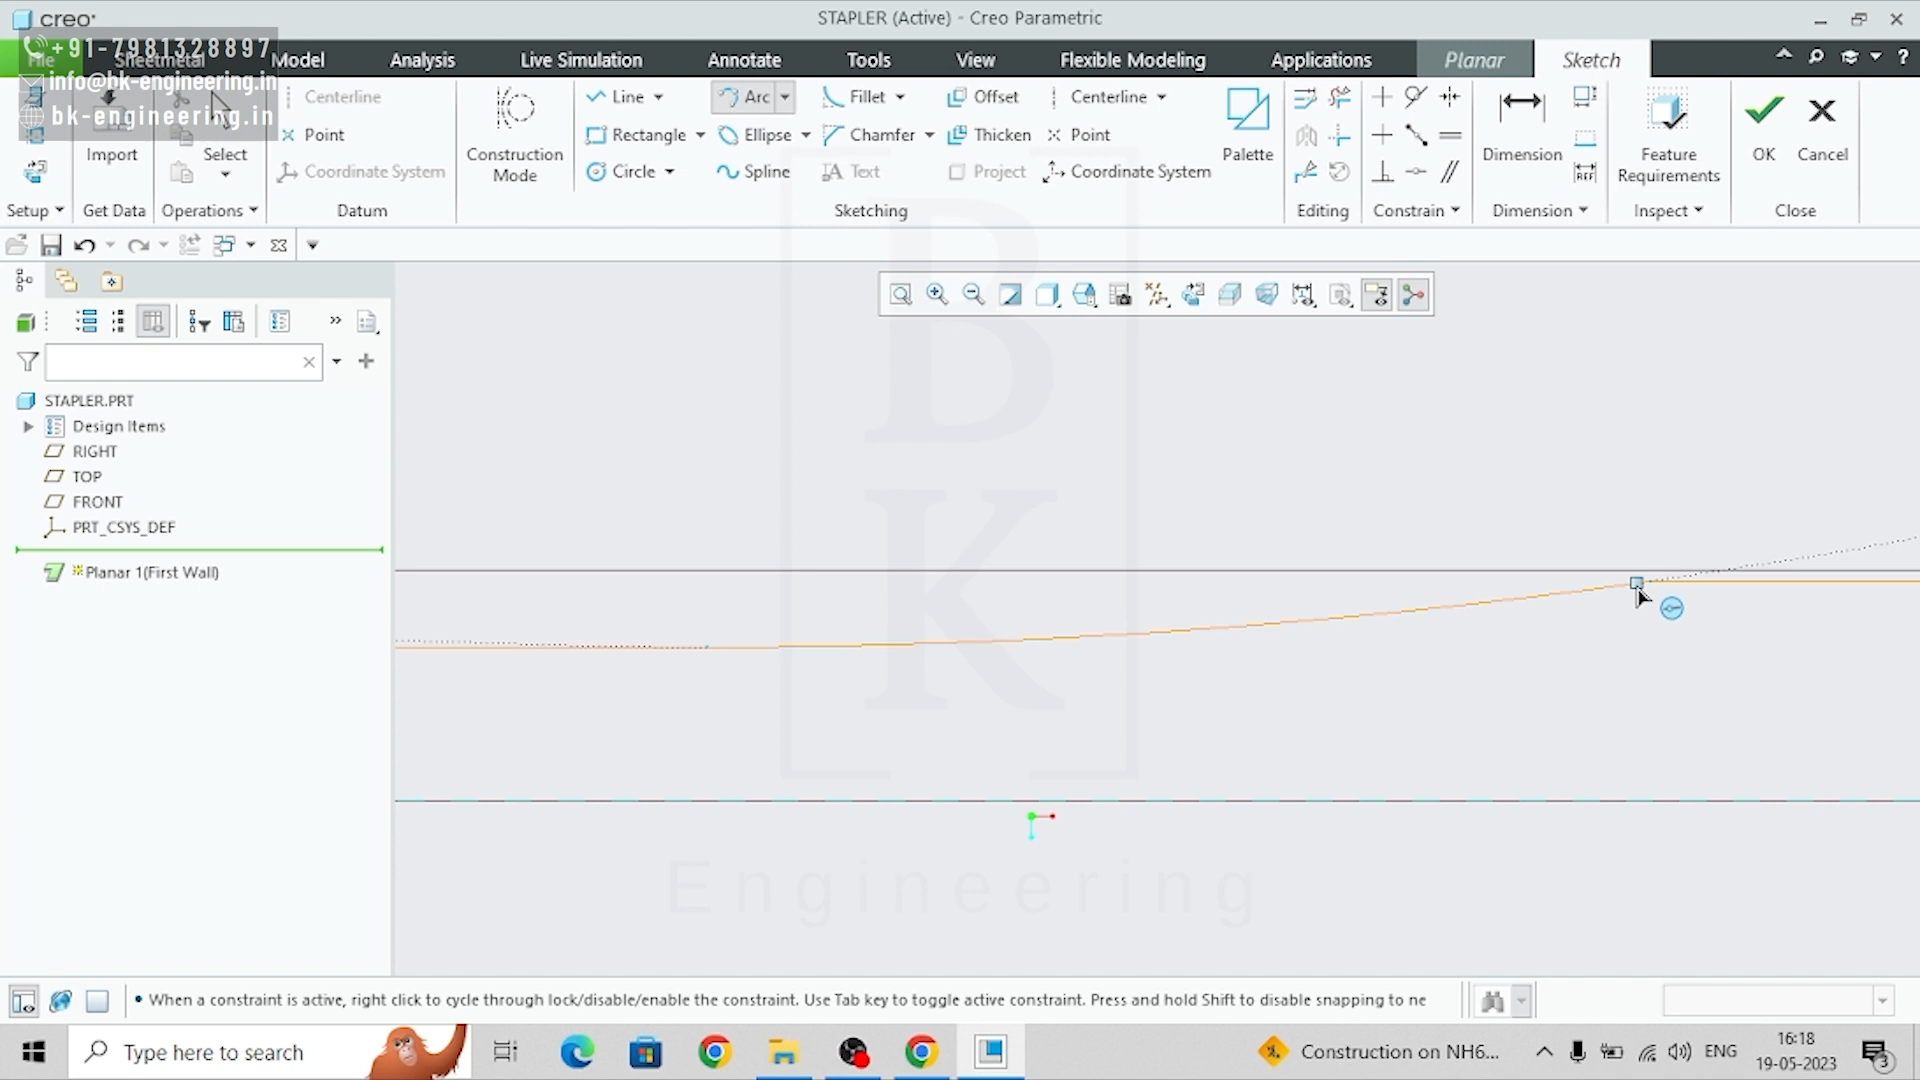 creo
STAPLER (Active) - Creo Parametric
+91-7981328897
info@bk-engineering.in
bk-engineering.in
File
Sheetmetal
Model
Analysis
Live Simulation
Annotate
Tools
View
Flexible Modeling
Applications
Planar
Sketch
Centerline
Line
Arc
Fillet
Offset
Centerline
Point
Rectangle
Ellipse
Chamfer
Thicken
Point
Import
Select
Construction
Mode
Palette
Dimension
Feature
Requirements
OK
Cancel
Coordinate System
Circle
Spline
Text
Project
Coordinate System
Setup
Get Data
Operations
Datum
Sketching
Editing
Constrain
Dimension
Inspect
Close
STAPLER.PRT
Design Items
RIGHT
TOP
FRONT
PRT_CSYS_DEF
Planar 1(First Wall)
B
K
Engineering
• When a constraint is active, right click to cycle through lock/disable/enable the constraint. Use Tab key to toggle active constraint. Press and hold Shift to disable snapping to ne
Type here to search
Construction on NH6...
ENG
16:18
19-05-2023
3